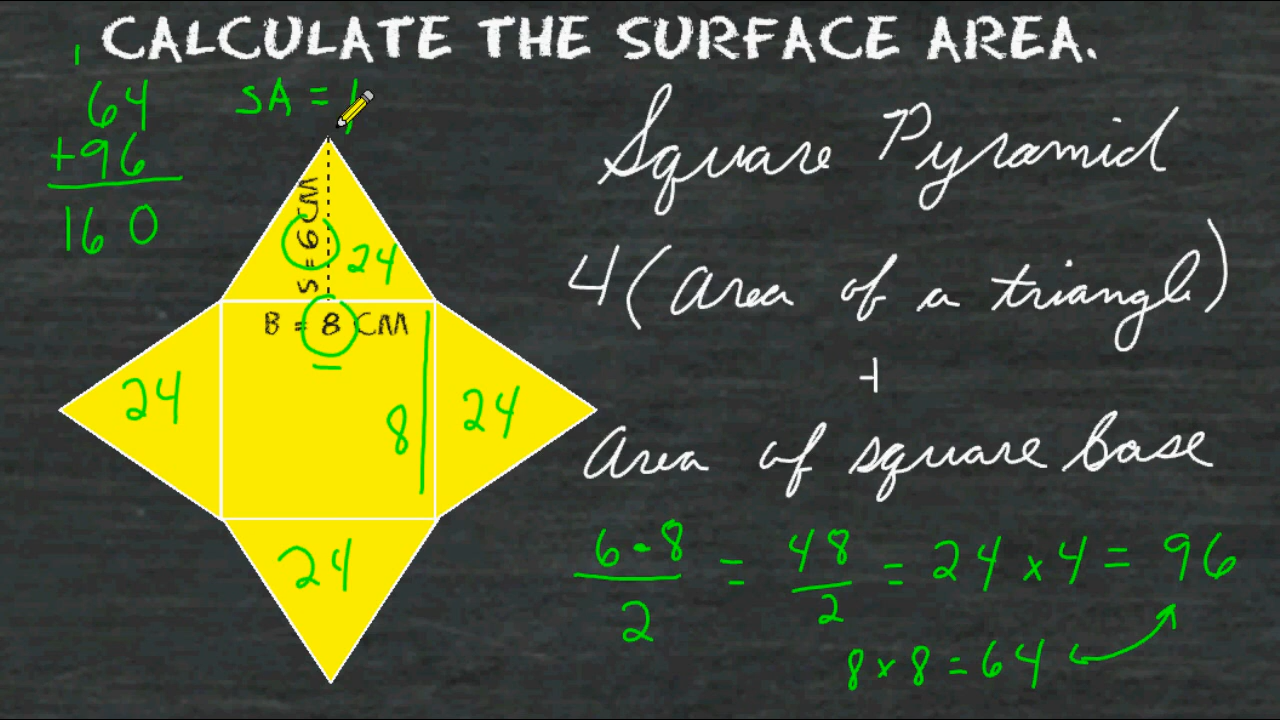 CALCULATE THE SURFACE AREA.
1
64
+96
160
SA = 1
Square Pyramid
4 (area of a triangle)
+
area of square base
S = 6 CM
24
B = 8 CM
24
8
24
24
6·8/2 = 48/2 = 24 x 4 = 96
8 x 8 = 64